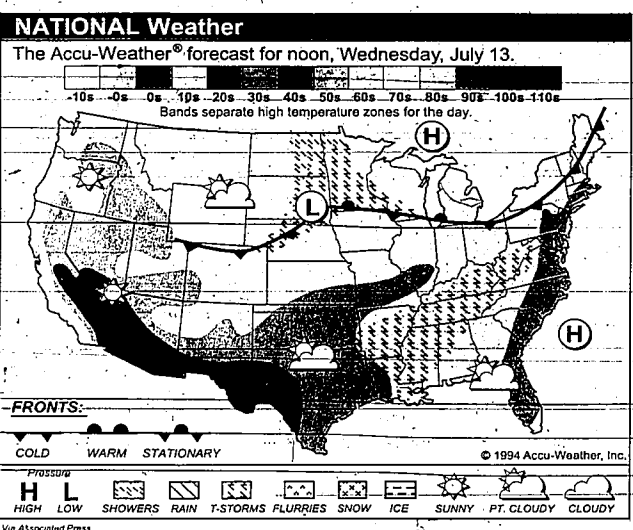 NATIONAL Weather
The Accu-Weather® forecast for noon, Wednesday, July 13.
-10s -0s 0s 10s 20s 30s 40s 50s 60s 70s 80s 90s 100s 110s
Bands separate high temperature zones for the day.
H
L
H
FRONTS:
COLD WARM STATIONARY
© 1994 Accu-Weather, Inc.
Pressure
H L
HIGH LOW SHOWERS RAIN T-STORMS FLURRIES SNOW ICE SUNNY PT. CLOUDY CLOUDY
Via Associated Press